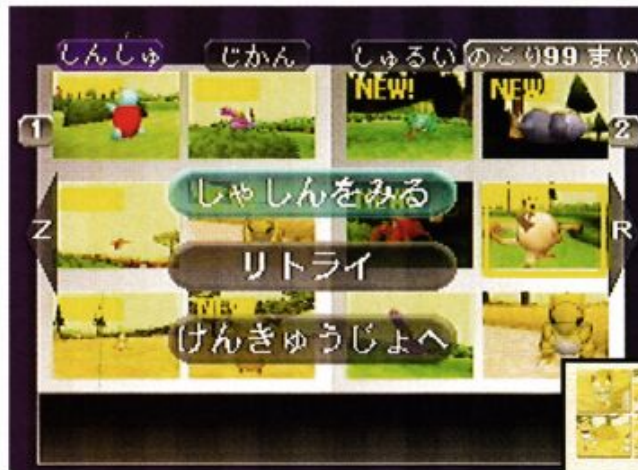 しんしゅ じかん しゅるい のこり99まい
NEW! NEW!
1 2
しゃしんをみる
Z R
リトライ
NEW!
けんきゅうじょへ